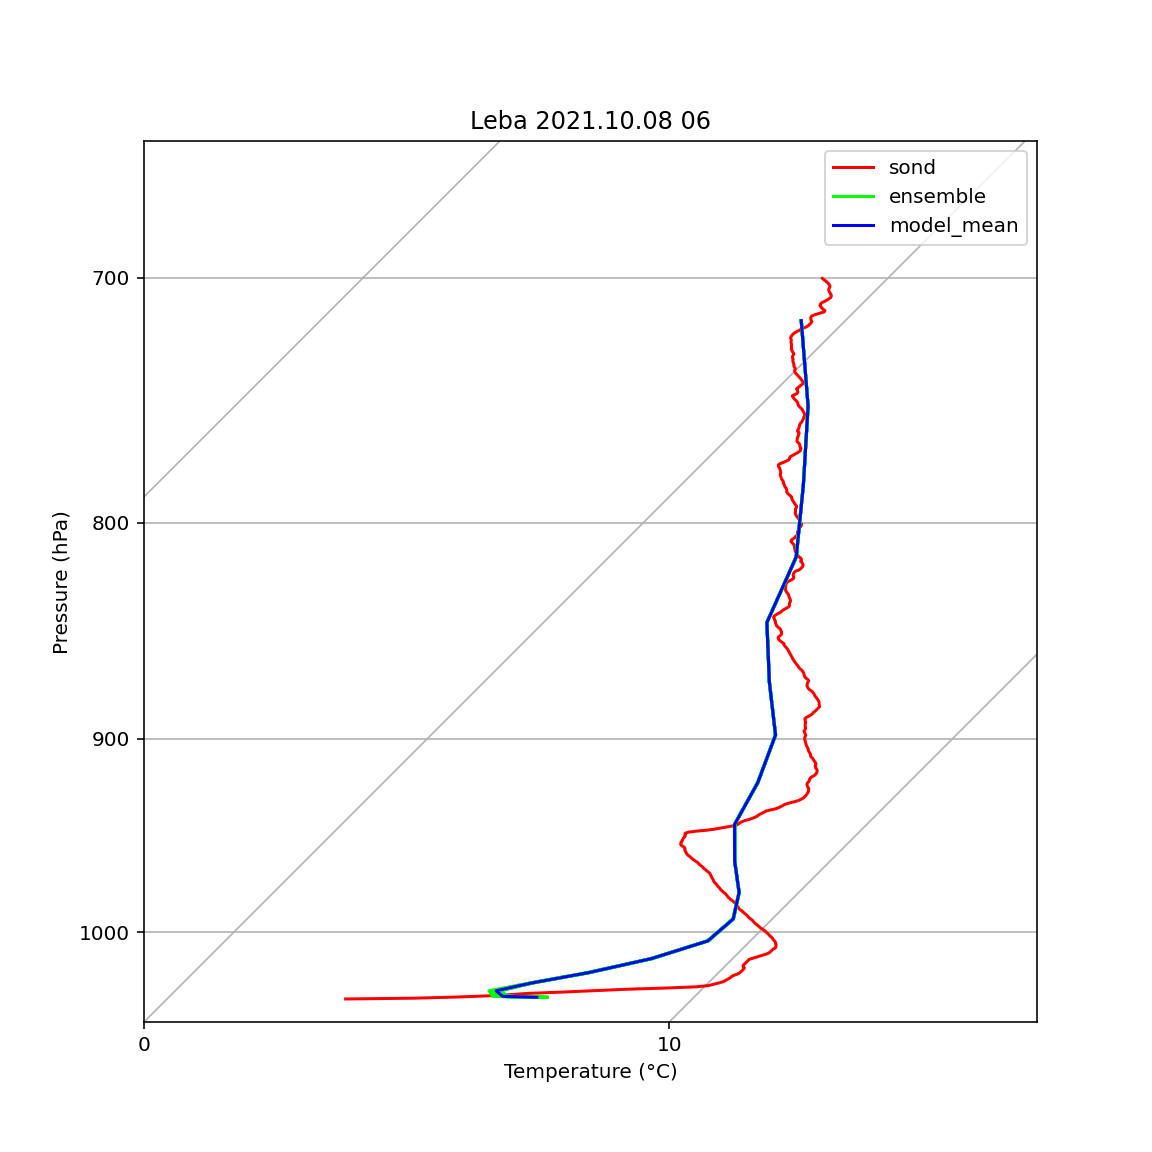 Leba 2021.10.08 06
sond
ensemble
model_mean
700
800
900
1000
Pressure (hPa)
0
10
Temperature (°C)